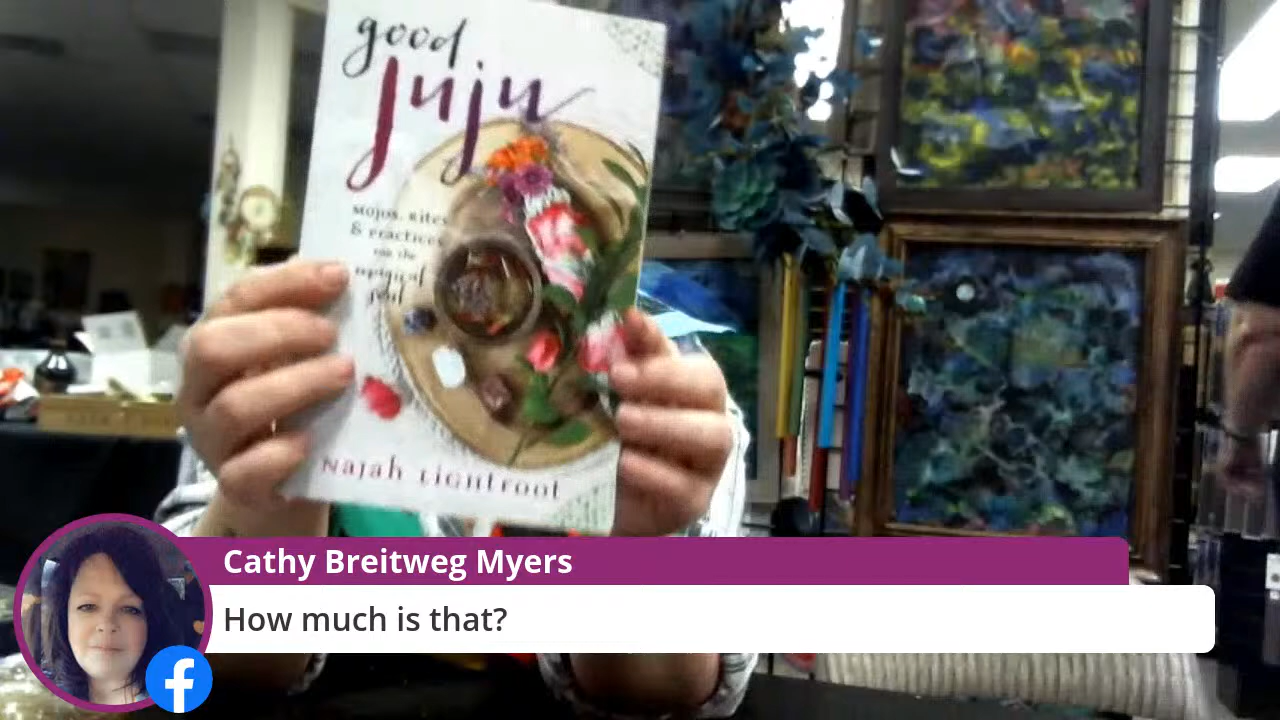 good
juju
Mojos, Rites
& Practices
for the
Magical
Soul
Najah Lightfoot
Cathy Breitweg Myers
How much is that?